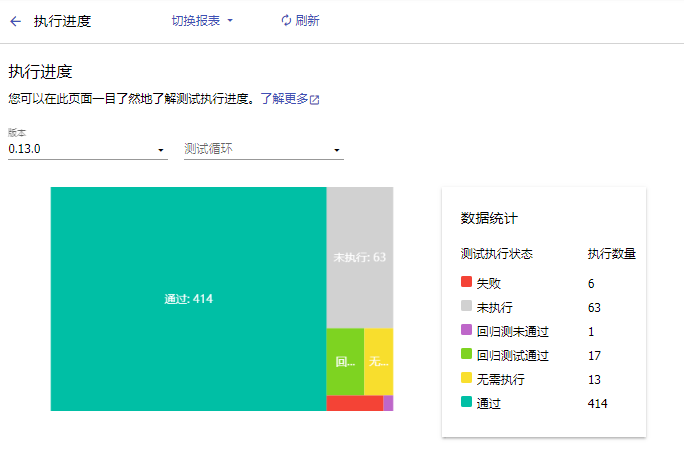 执行进度 切换报表 刷新
执行进度
您可以在此页面一目了然地了解测试执行进度。了解更多
版本
0.13.0 测试循环
数据统计
测试执行状态 执行数量
失败 6
未执行 63
回归测未通过 1
回归测试通过 17
无需执行 13
通过 414
未执行: 63
通过: 414
回... 无...